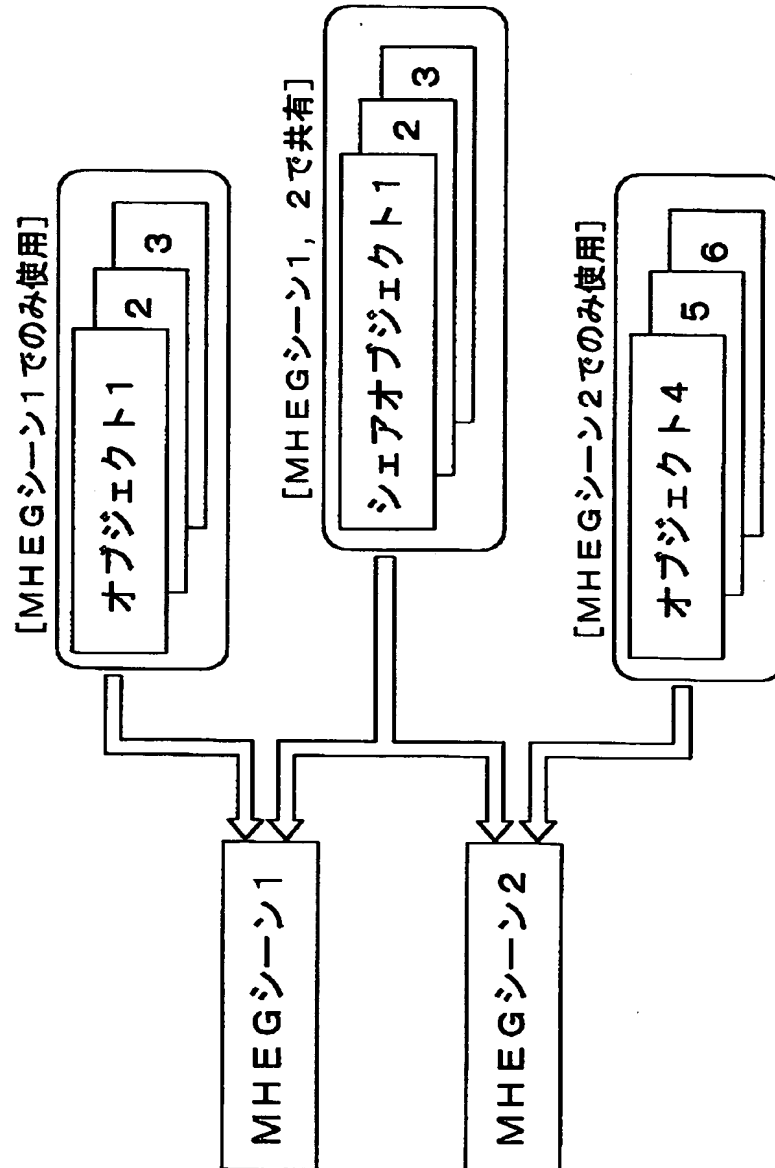 [MHEGシーン1でのみ使用]
オブジェクト1
2
3
[MHEGシーン1,2で共有]
シェアオブジェクト1
2
3
[MHEGシーン2でのみ使用]
オブジェクト4
5
6
MHEGシーン1
MHEGシーン2